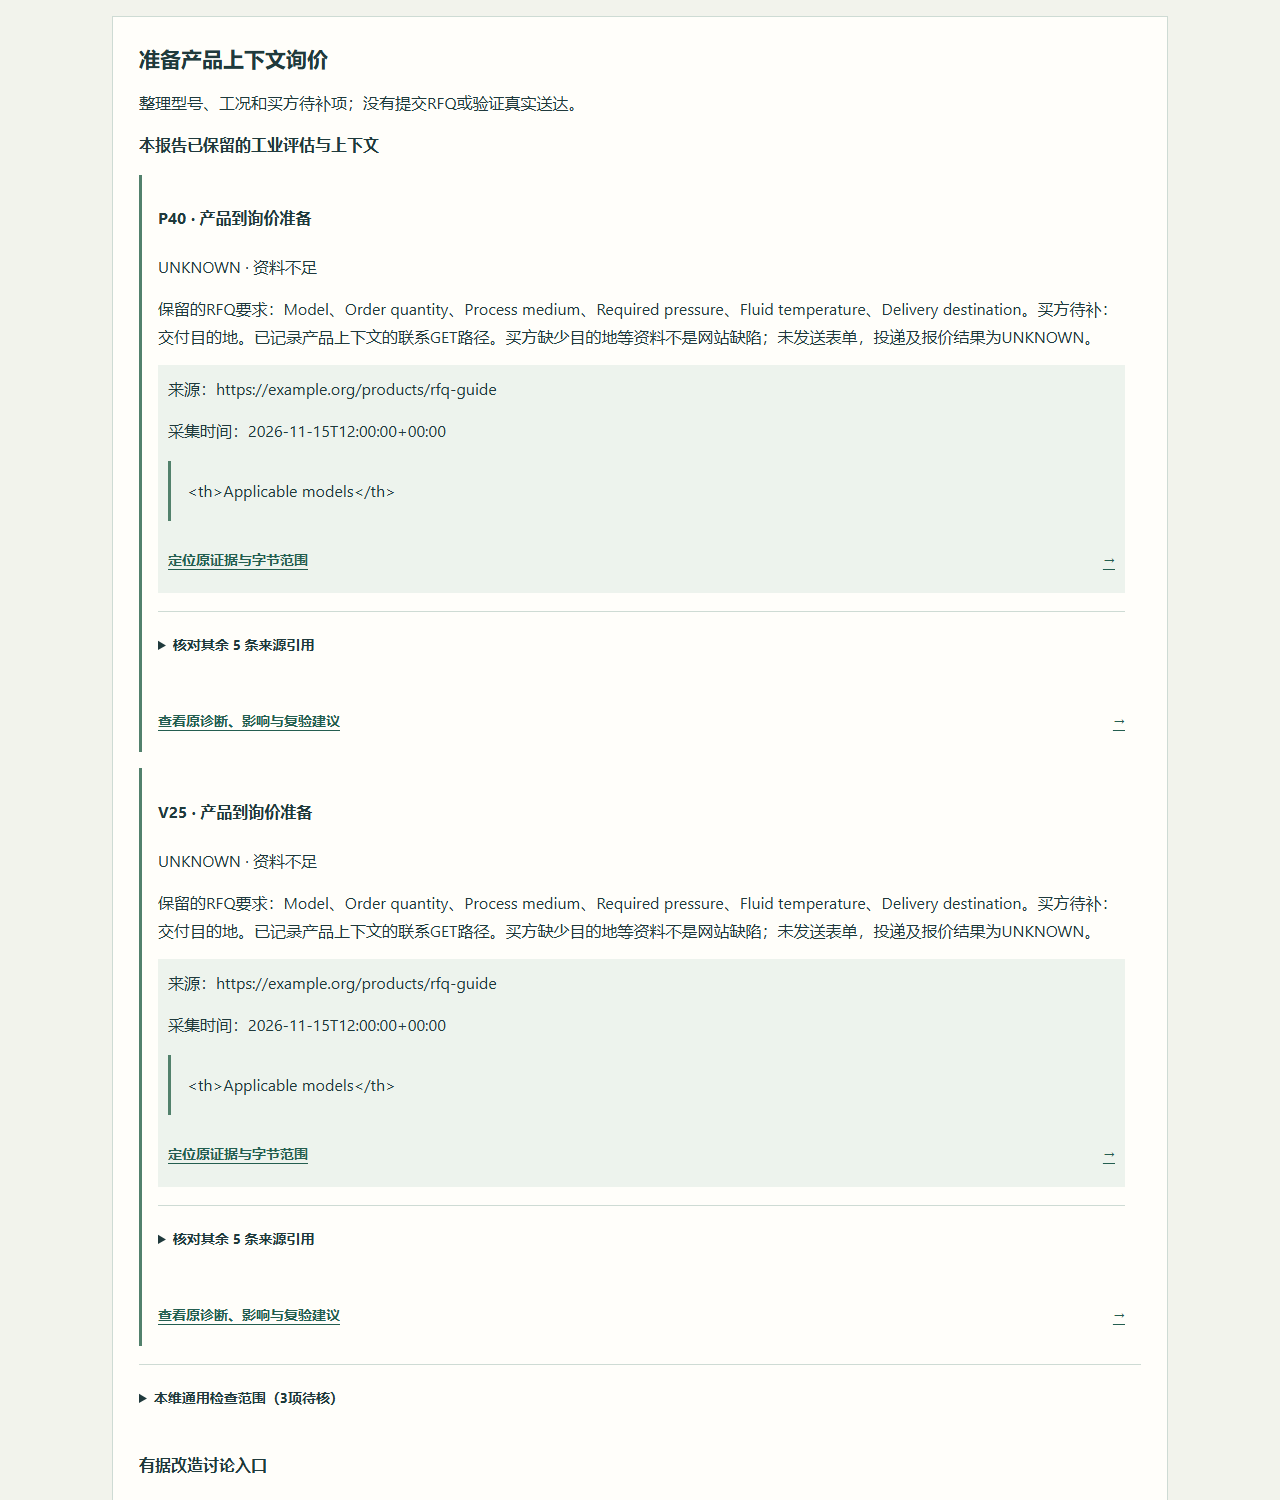 准备产品上下文询价
整理型号、工况和买方待补项；没有提交RFQ或验证真实送达。
本报告已保留的工业评估与上下文
P40 · 产品到询价准备
UNKNOWN · 资料不足
保留的RFQ要求：Model、Order quantity、Process medium、Required pressure、Fluid temperature、Delivery destination。买方待补：
交付目的地。已记录产品上下文的联系GET路径。买方缺少目的地等资料不是网站缺陷；未发送表单，投递及报价结果为UNKNOWN。
来源：https://example.org/products/rfq-guide
采集时间：2026-11-15T12:00:00+00:00
<th>Applicable models</th>
定位原证据与字节范围 →
▶ 核对其余 5 条来源引用
查看原诊断、影响与复验建议 →
V25 · 产品到询价准备
UNKNOWN · 资料不足
保留的RFQ要求：Model、Order quantity、Process medium、Required pressure、Fluid temperature、Delivery destination。买方待补：
交付目的地。已记录产品上下文的联系GET路径。买方缺少目的地等资料不是网站缺陷；未发送表单，投递及报价结果为UNKNOWN。
来源：https://example.org/products/rfq-guide
采集时间：2026-11-15T12:00:00+00:00
<th>Applicable models</th>
定位原证据与字节范围 →
▶ 核对其余 5 条来源引用
查看原诊断、影响与复验建议 →
▶ 本维通用检查范围（3项待核）
有据改造讨论入口